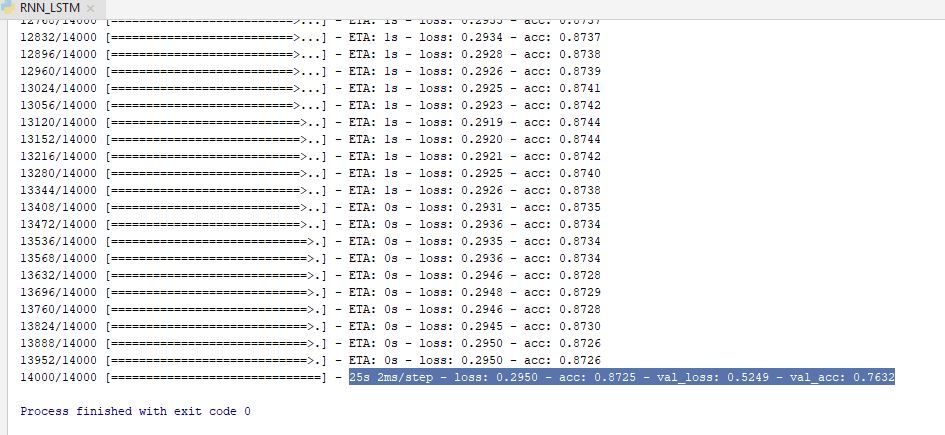 RNN_LSTM ×
12768/14000 [===========================>...] - ETA: 1s - loss: 0.2935 - acc: 0.8737
12832/14000 [===========================>...] - ETA: 1s - loss: 0.2934 - acc: 0.8737
12896/14000 [===========================>...] - ETA: 1s - loss: 0.2928 - acc: 0.8738
12960/14000 [===========================>...] - ETA: 1s - loss: 0.2926 - acc: 0.8739
13024/14000 [===========================>...] - ETA: 1s - loss: 0.2925 - acc: 0.8741
13056/14000 [===========================>...] - ETA: 1s - loss: 0.2923 - acc: 0.8742
13120/14000 [============================>..] - ETA: 1s - loss: 0.2919 - acc: 0.8744
13152/14000 [============================>..] - ETA: 1s - loss: 0.2920 - acc: 0.8744
13216/14000 [============================>..] - ETA: 1s - loss: 0.2921 - acc: 0.8742
13280/14000 [============================>..] - ETA: 1s - loss: 0.2925 - acc: 0.8740
13344/14000 [============================>..] - ETA: 1s - loss: 0.2926 - acc: 0.8738
13408/14000 [============================>..] - ETA: 0s - loss: 0.2931 - acc: 0.8735
13472/14000 [============================>..] - ETA: 0s - loss: 0.2936 - acc: 0.8734
13536/14000 [=============================>.] - ETA: 0s - loss: 0.2935 - acc: 0.8734
13568/14000 [=============================>.] - ETA: 0s - loss: 0.2936 - acc: 0.8734
13632/14000 [=============================>.] - ETA: 0s - loss: 0.2946 - acc: 0.8728
13696/14000 [=============================>.] - ETA: 0s - loss: 0.2948 - acc: 0.8729
13760/14000 [=============================>.] - ETA: 0s - loss: 0.2946 - acc: 0.8728
13824/14000 [=============================>.] - ETA: 0s - loss: 0.2945 - acc: 0.8730
13888/14000 [=============================>.] - ETA: 0s - loss: 0.2950 - acc: 0.8726
13952/14000 [=============================>.] - ETA: 0s - loss: 0.2950 - acc: 0.8726
14000/14000 [===============================] - 25s 2ms/step - loss: 0.2950 - acc: 0.8725 - val_loss: 0.5249 - val_acc: 0.7632
Process finished with exit code 0